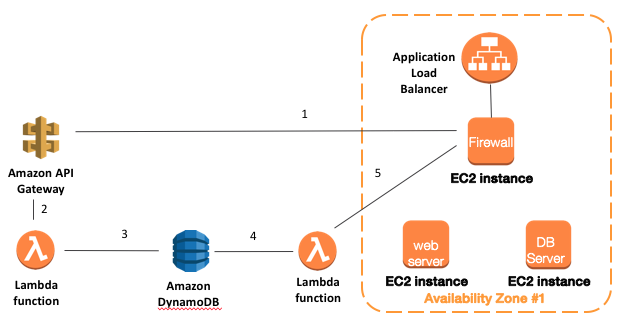 Application
Load
Balancer
1
Firewall
Amazon API
Gateway
EC2 instance
5
2
3
4
web
server
DB
Server
Lambda
function
Amazon
DynamoDB
Lambda
function
EC2 instance
EC2 instance
Availability Zone #1